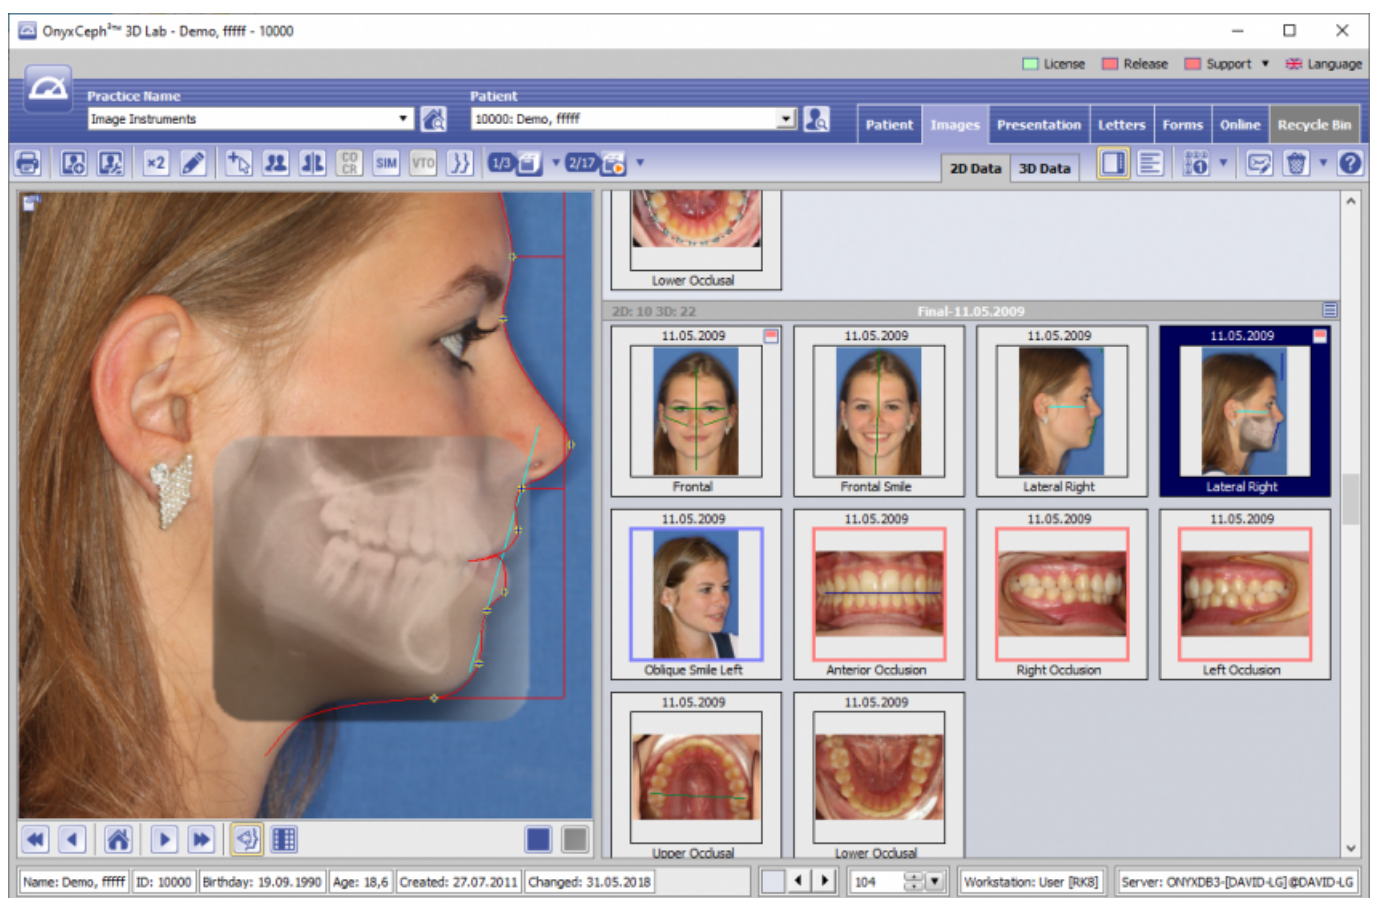 OnyxCeph³™ 3D Lab - Demo, fffff - 10000
License Release Support Language
Practice Name Patient
Image Instruments 10000: Demo, fffff
Patient Images Presentation Letters Forms Online Recycle Bin
×2 CO CR SIM VTO 1/3 2/17 2D Data 3D Data
Lower Occlusal
2D: 10 3D: 22 Final-11.05.2009
11.05.2009 11.05.2009 11.05.2009 11.05.2009
Frontal Frontal Smile Lateral Right Lateral Right
11.05.2009 11.05.2009 11.05.2009 11.05.2009
Oblique Smile Left Anterior Occlusion Right Occlusion Left Occlusion
11.05.2009 11.05.2009
Upper Occlusal Lower Occlusal
Name: Demo, fffff ID: 10000 Birthday: 19.09.1990 Age: 18,6 Created: 27.07.2011 Changed: 31.05.2018 104 Workstation: User [RK8] Server: ONYXDB3-[DAVID-LG]@DAVID-LG